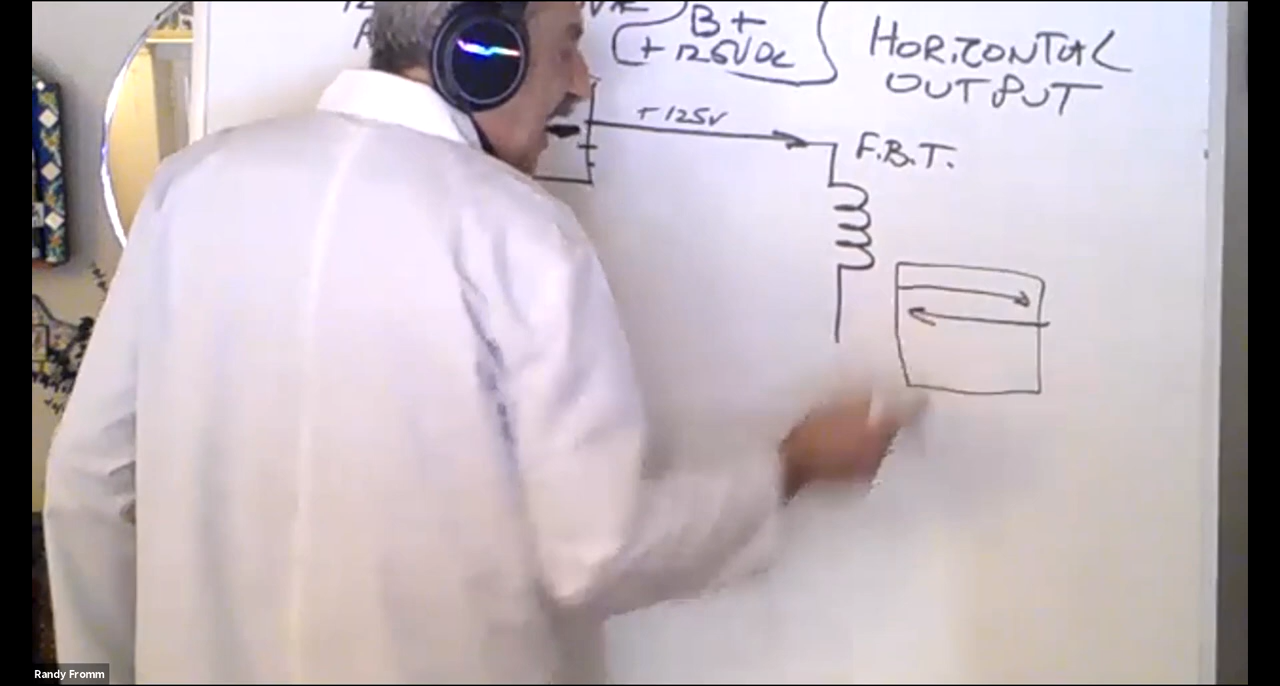 B+
+125VDC
HORIZONTAL
OUTPUT
+125V
F.B.T.
Randy Fromm